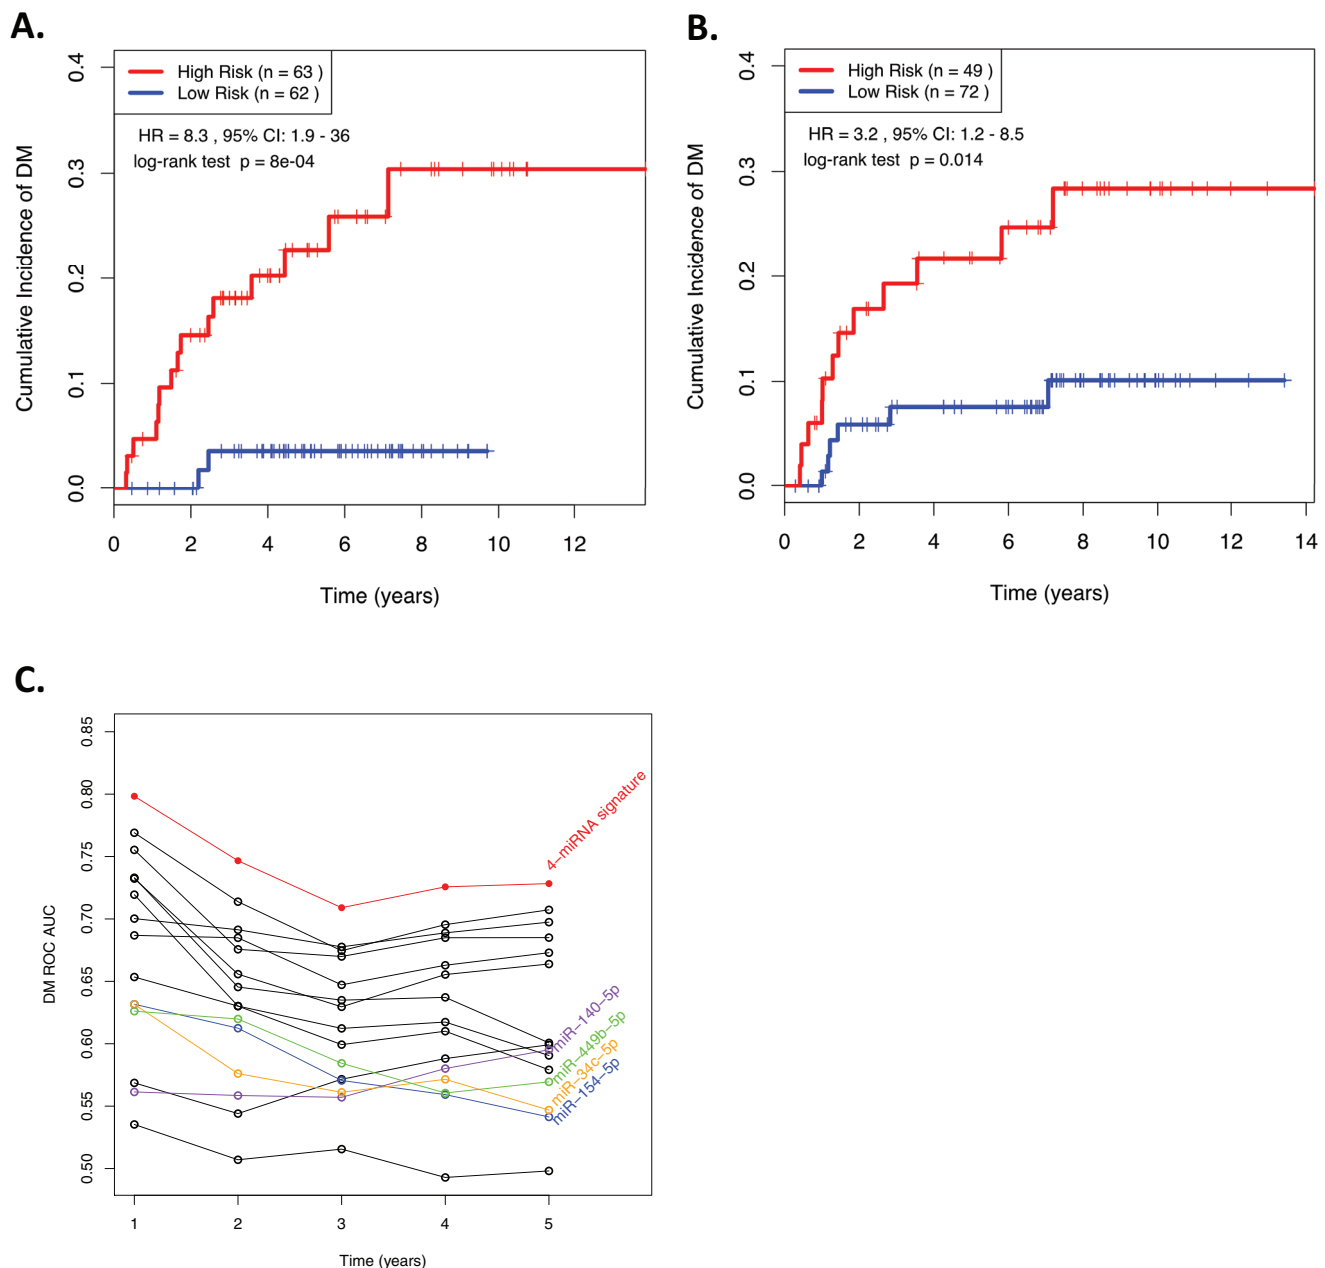 A.
High Risk (n = 63 )
Low Risk (n = 62 )
HR = 8.3 , 95% CI: 1.9 - 36
log-rank test p = 8e-04
Cumulative Incidence of DM
0.4
0.3
0.2
0.1
0.0
0 2 4 6 8 10 12
Time (years)
B.
High Risk (n = 49 )
Low Risk (n = 72 )
HR = 3.2 , 95% CI: 1.2 - 8.5
log-rank test p = 0.014
Cumulative Incidence of DM
0.4
0.3
0.2
0.1
0.0
0 2 4 6 8 10 12 14
Time (years)
C.
DM ROC AUC
0.85
0.80
0.75
0.70
0.65
0.60
0.55
0.50
4−miRNA signature
miR−140−5p
miR−449b−5p
miR−34c−5p
miR−154−5p
1 2 3 4 5
Time (years)